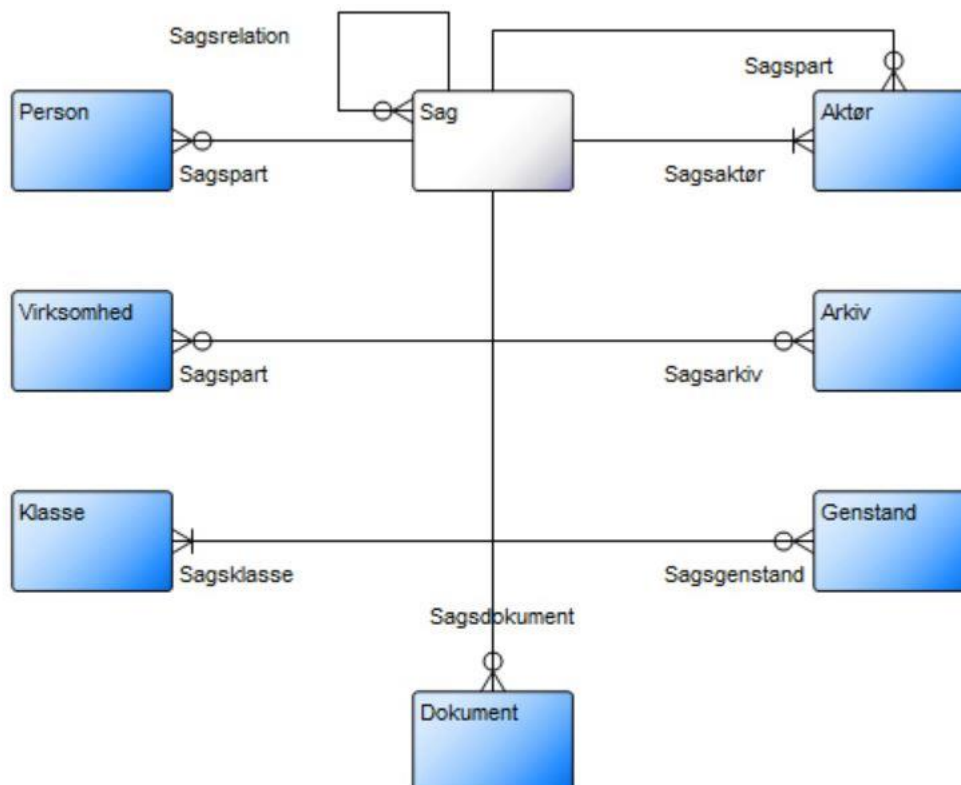 Sagsrelation
Sagspart
Person
Sag
Aktør
Sagspart
Sagsaktør
Virksomhed
Arkiv
Sagspart
Sagsarkiv
Klasse
Genstand
Sagsklasse
Sagsgenstand
Sagsdokument
Dokument